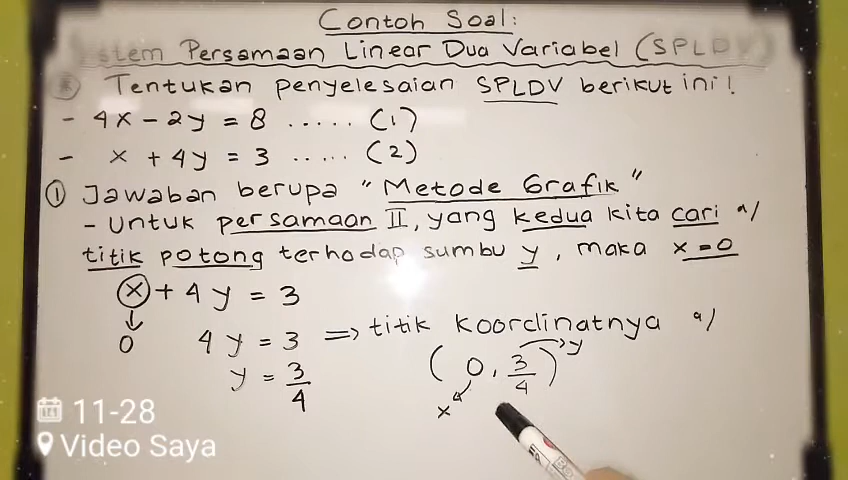 Contoh Soal:
stem Persamaan Linear Dua Variabel (SPLDV)
Tentukan penyelesaian SPLDV berikut ini!
- 4x - 2y = 8 ..... (1)
- x + 4y = 3 ..... (2)
① Jawaban berupa "Metode Grafik"
- Untuk persamaan II, yang kedua kita cari a/
titik potong terhadap sumbu y, maka x = 0
x + 4y = 3
0 4y = 3 => titik koordinatnya a/
y = 3/4 (0, 3/4) y
x
11-28
Video Saya